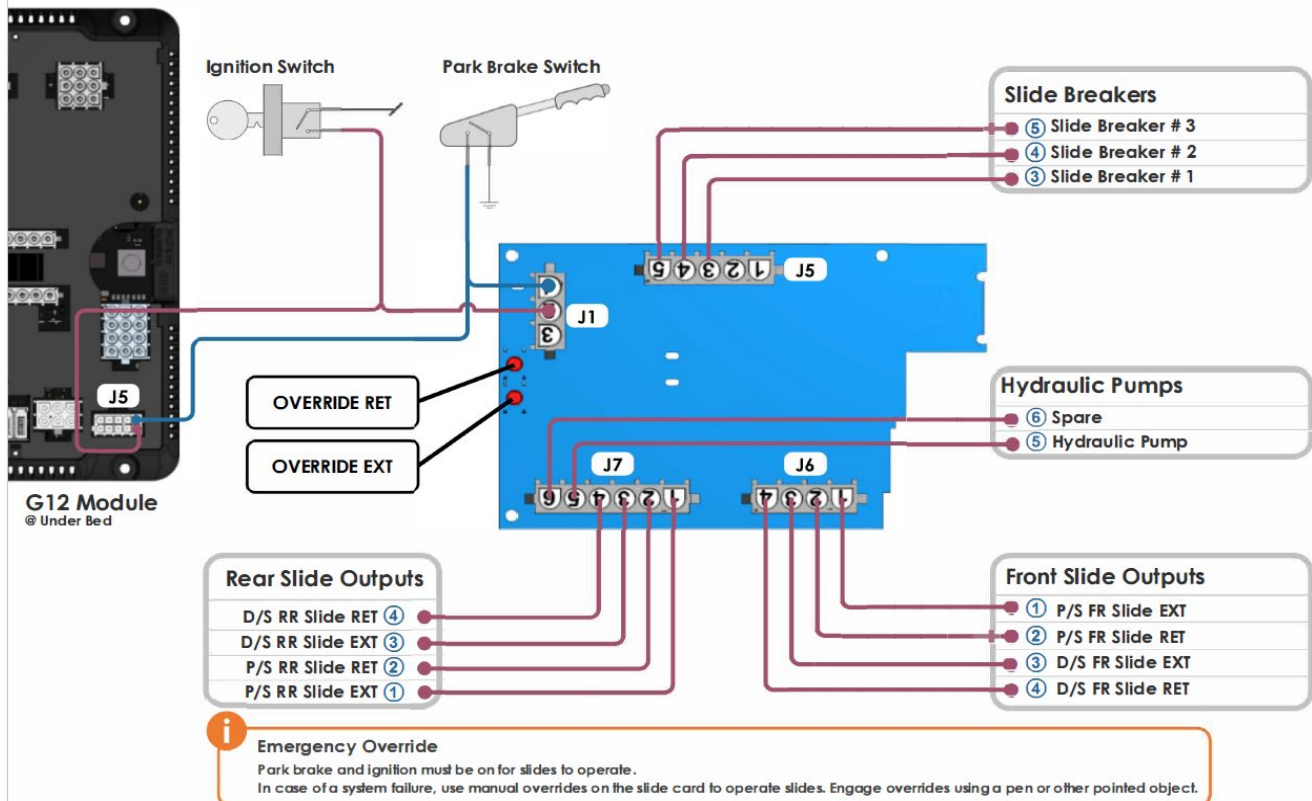 Ignition Switch
Park Brake Switch
Slide Breakers
5 Slide Breaker # 3
4 Slide Breaker # 2
3 Slide Breaker # 1
5 4 3 2 1
J5
J1
3
J5
OVERRIDE RET
OVERRIDE EXT
G12 Module
@ Under Bed
Hydraulic Pumps
6 Spare
5 Hydraulic Pump
J7
J6
6 5 4 3 2 1
4 3 2 1
Rear Slide Outputs
D/S RR Slide RET 4
D/S RR Slide EXT 3
P/S RR Slide RET 2
P/S RR Slide EXT 1
Front Slide Outputs
1 P/S FR Slide EXT
2 P/S FR Slide RET
3 D/S FR Slide EXT
4 D/S FR Slide RET
i
Emergency Override
Park brake and ignition must be on for slides to operate.
In case of a system failure, use manual overrides on the slide card to operate slides. Engage overrides using a pen or other pointed object.